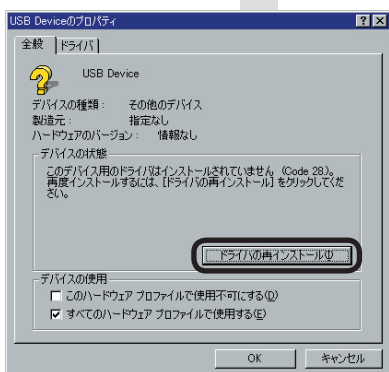 USB Deviceのプロパティ
全般 ドライバ
USB Device
デバイスの種類： その他のデバイス
製造元： 指定なし
ハードウェアのバージョン： 情報なし
デバイスの状態
このデバイス用のドライバはインストールされていません (Code 28)。
再度インストールするには、［ドライバの再インストール］をクリックしてくだ
さい。
ドライバの再インストール(I)
デバイスの使用
このハードウェア プロファイルで使用不可にする(D)
すべてのハードウェア プロファイルで使用する(E)
OK キャンセル